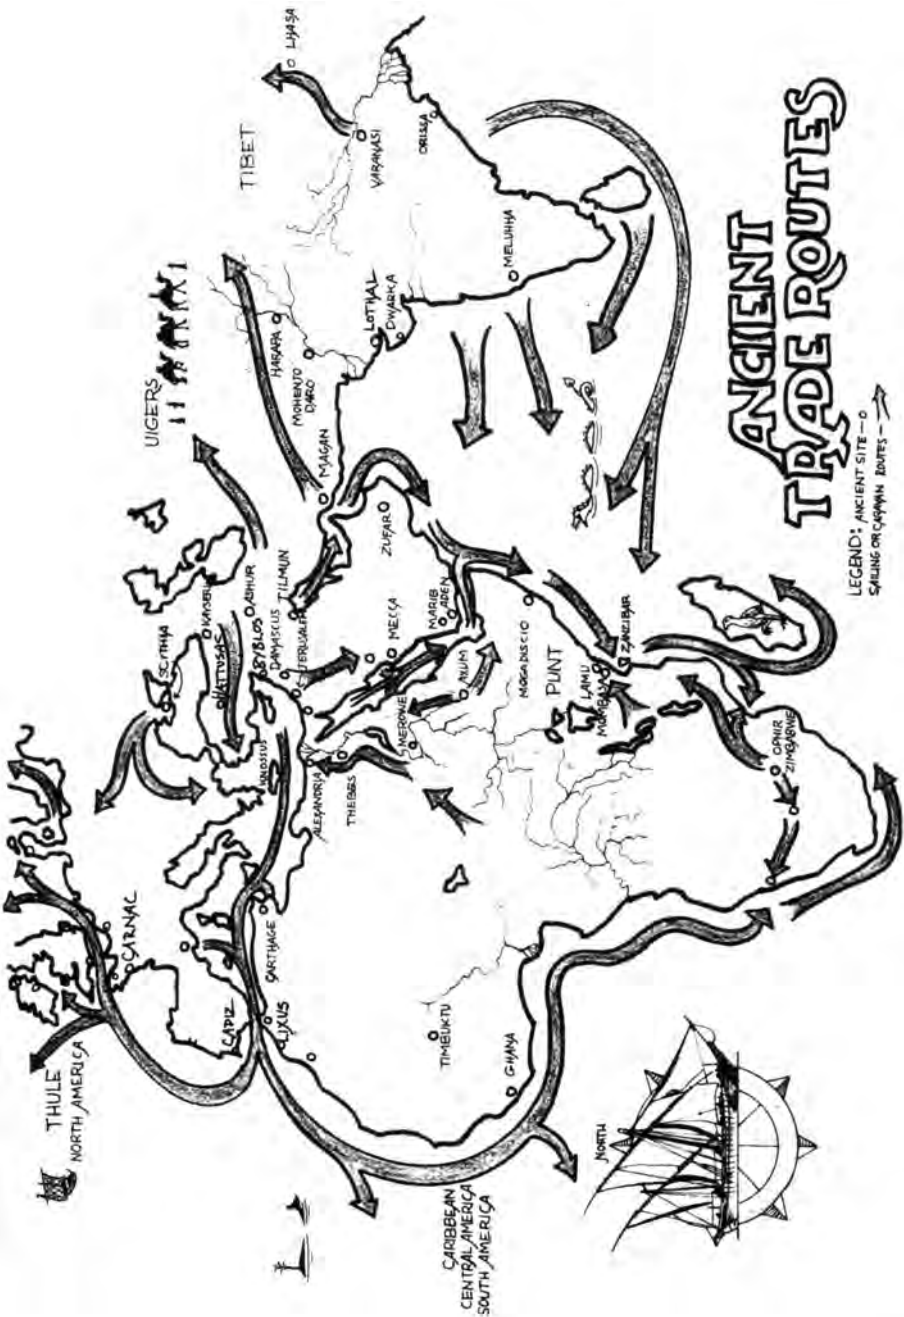 THULE
NORTH AMERICA
CARNAC
CADIZ
LIXUS
CARTHAGE
SCYTHIA
HATTUSAS
KAYSERI
ASHUR
KNOSSUS
BYBLOS
DAMASCUS
JERUSALEM
TILMUN
ALEXANDRIA
THEBES
UIGERS
TIBET
LHASA
HARAPA
MOHENJO
DARO
MAGAN
LOTHAL
DWARKA
VARANASI
ORISSA
MELUHHA
ZUFAR
MECCA
MARIB
ADEN
MEROWE
AXUM
TIMBUKTU
GHANA
CARIBBEAN
CENTRAL AMERICA
SOUTH AMERICA
MOGADISCIO
PUNT
LAMU
MOMBASA
ZANZIBAR
OPHIR
ZIMBABWE
NORTH
ANCIENT
TRADE ROUTES
LEGEND: ANCIENT SITE — O
SAILING OR CARAVAN ROUTES —